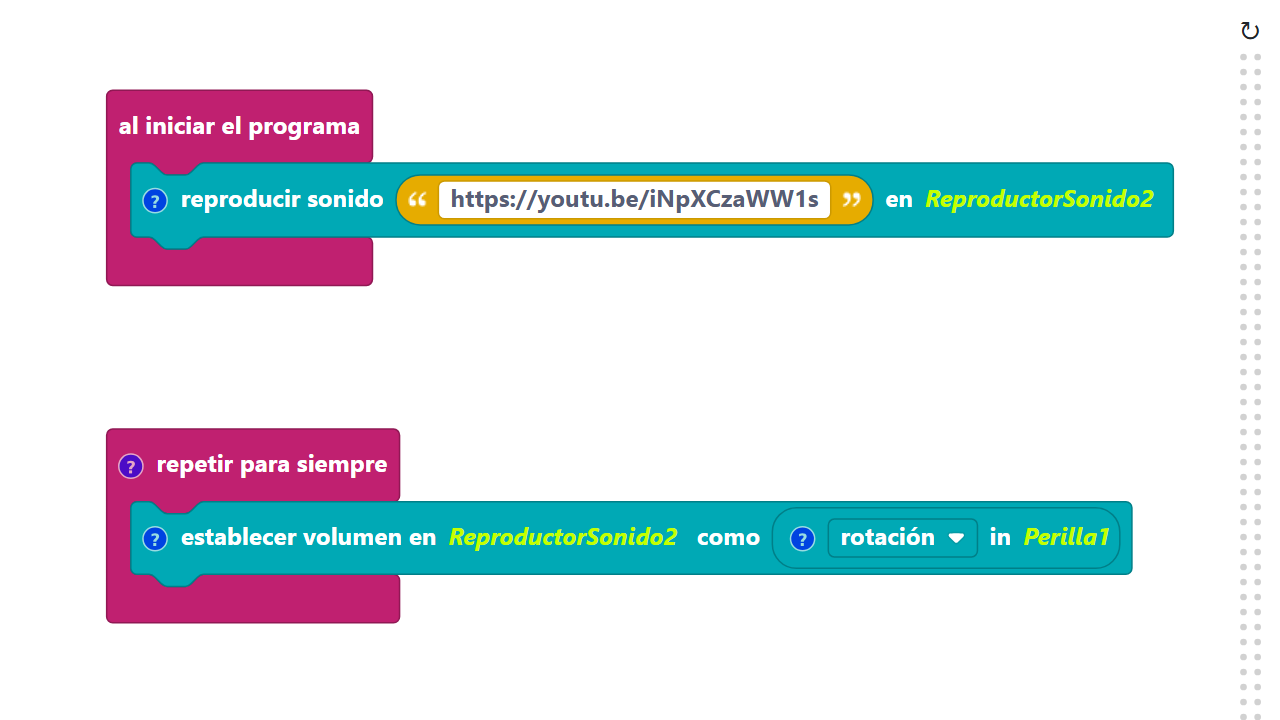 al iniciar el programa
? reproducir sonido “ https://youtu.be/iNpXCzaWW1s ” en ReproductorSonido2
? repetir para siempre
? establecer volumen en ReproductorSonido2 como ? rotación in Perilla1